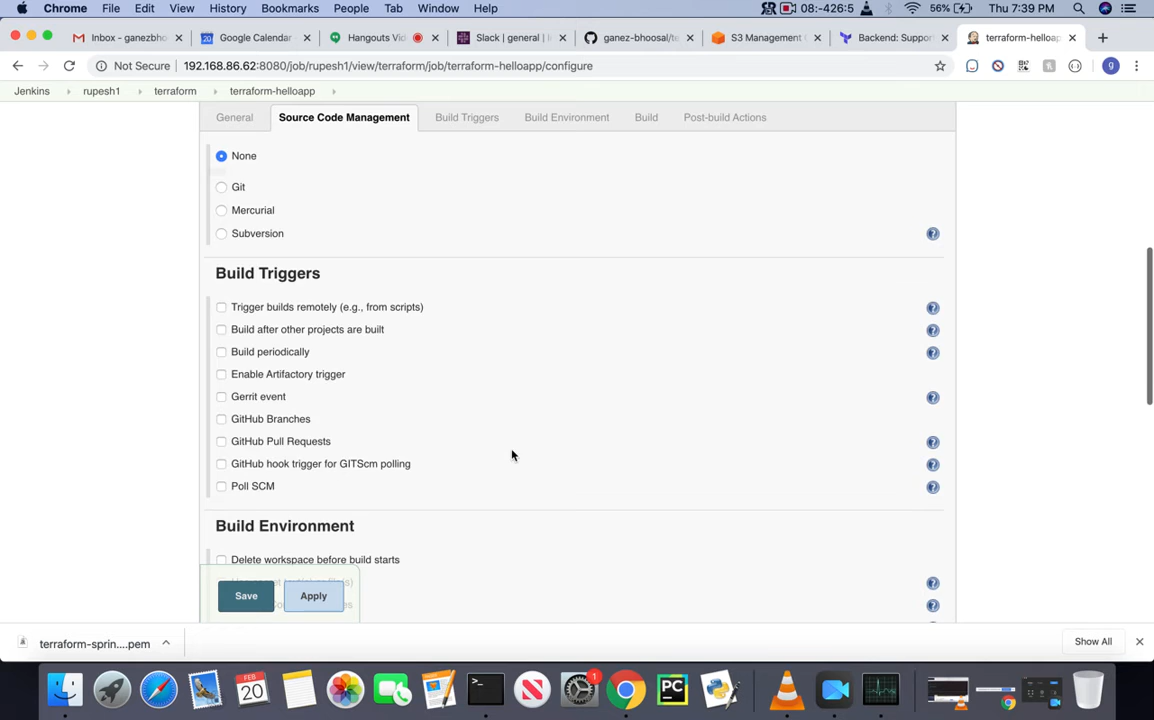 Chrome File Edit View History Bookmarks People Tab Window Help 08:-426:5 56% Thu 7:39 PM
Inbox - ganezbho Google Calendar Hangouts Vid Slack | general | ganez-bhoosal/te S3 Management Backend: Suppor terraform-helloap
Not Secure 192.168.86.62:8080/job/rupesh1/view/terraform/job/terraform-helloapp/configure g
Jenkins rupesh1 terraform terraform-helloapp
General Source Code Management Build Triggers Build Environment Build Post-build Actions
None
Git
Mercurial
Subversion
Build Triggers
Trigger builds remotely (e.g., from scripts)
Build after other projects are built
Build periodically
Enable Artifactory trigger
Gerrit event
GitHub Branches
GitHub Pull Requests
GitHub hook trigger for GITScm polling
Poll SCM
Build Environment
Delete workspace before build starts
Save Apply
terraform-sprin....pem Show All
FEB
20 1 PC